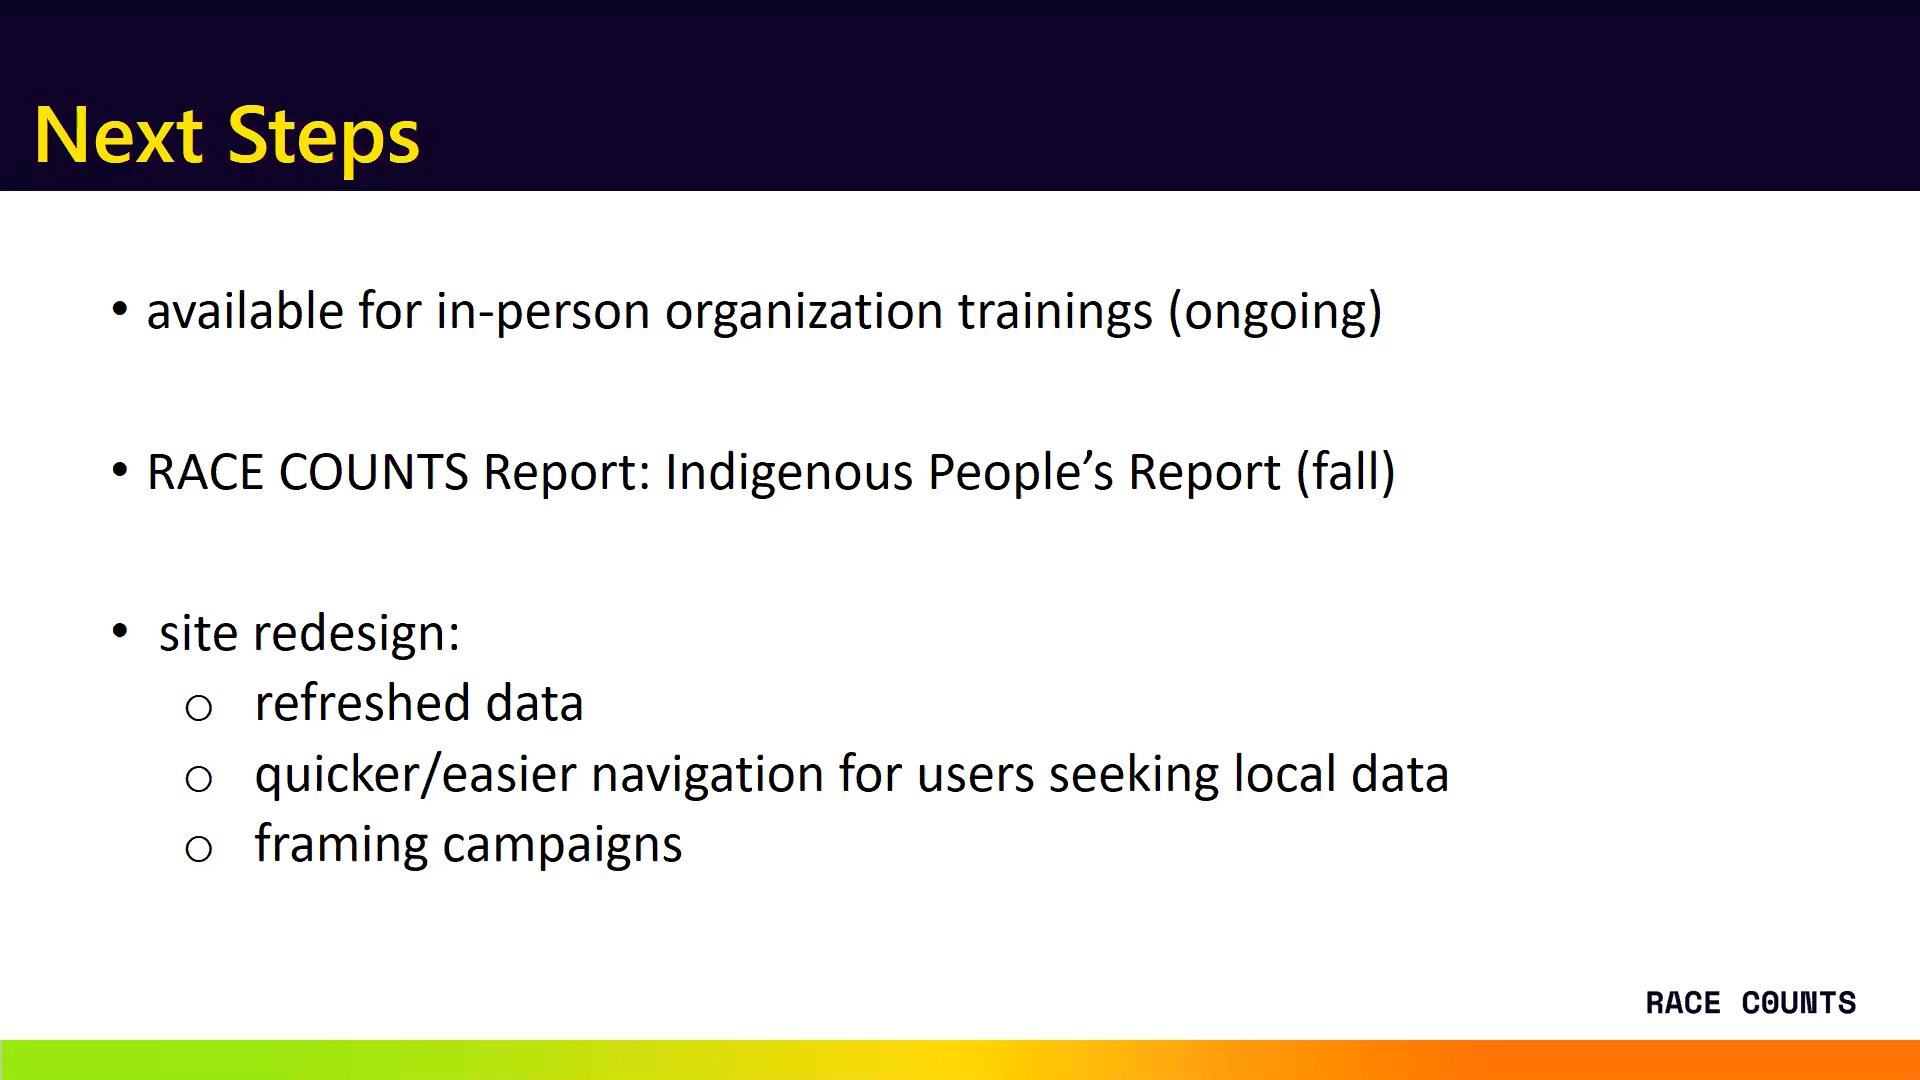 Next Steps
• available for in-person organization trainings (ongoing)
• RACE COUNTS Report: Indigenous People’s Report (fall)
• site redesign:
o refreshed data
o quicker/easier navigation for users seeking local data
o framing campaigns
RACE COUNTS